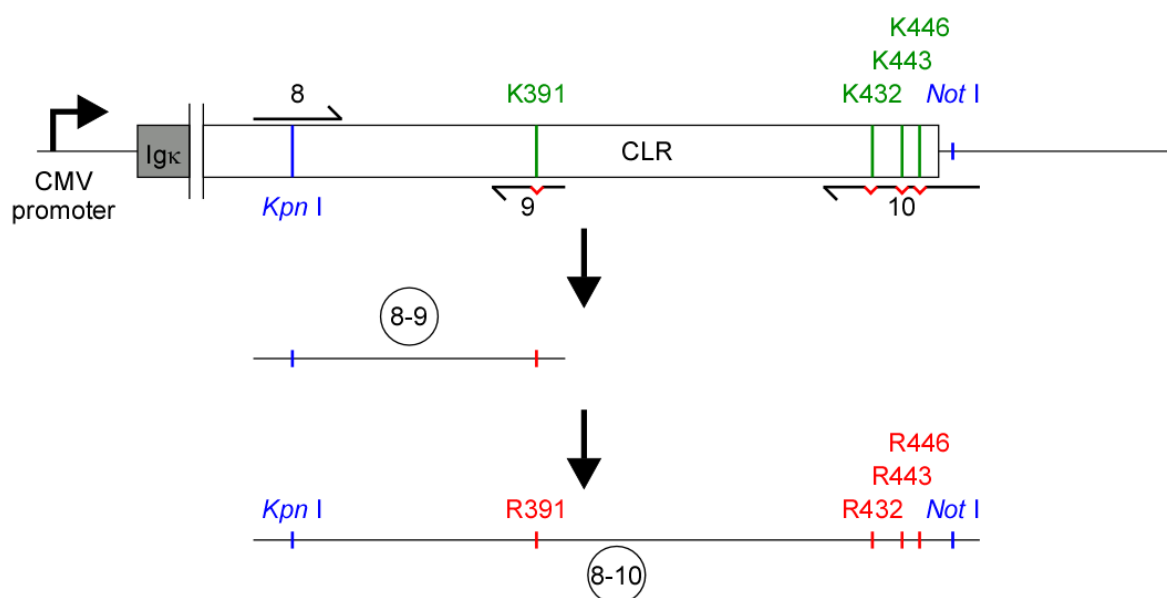 K446
K443
8 K391 K432 Not I
Igκ CLR
CMV
promoter
Kpn I 9 10
8-9
R446
R443
Kpn I R391 R432 Not I
8-10